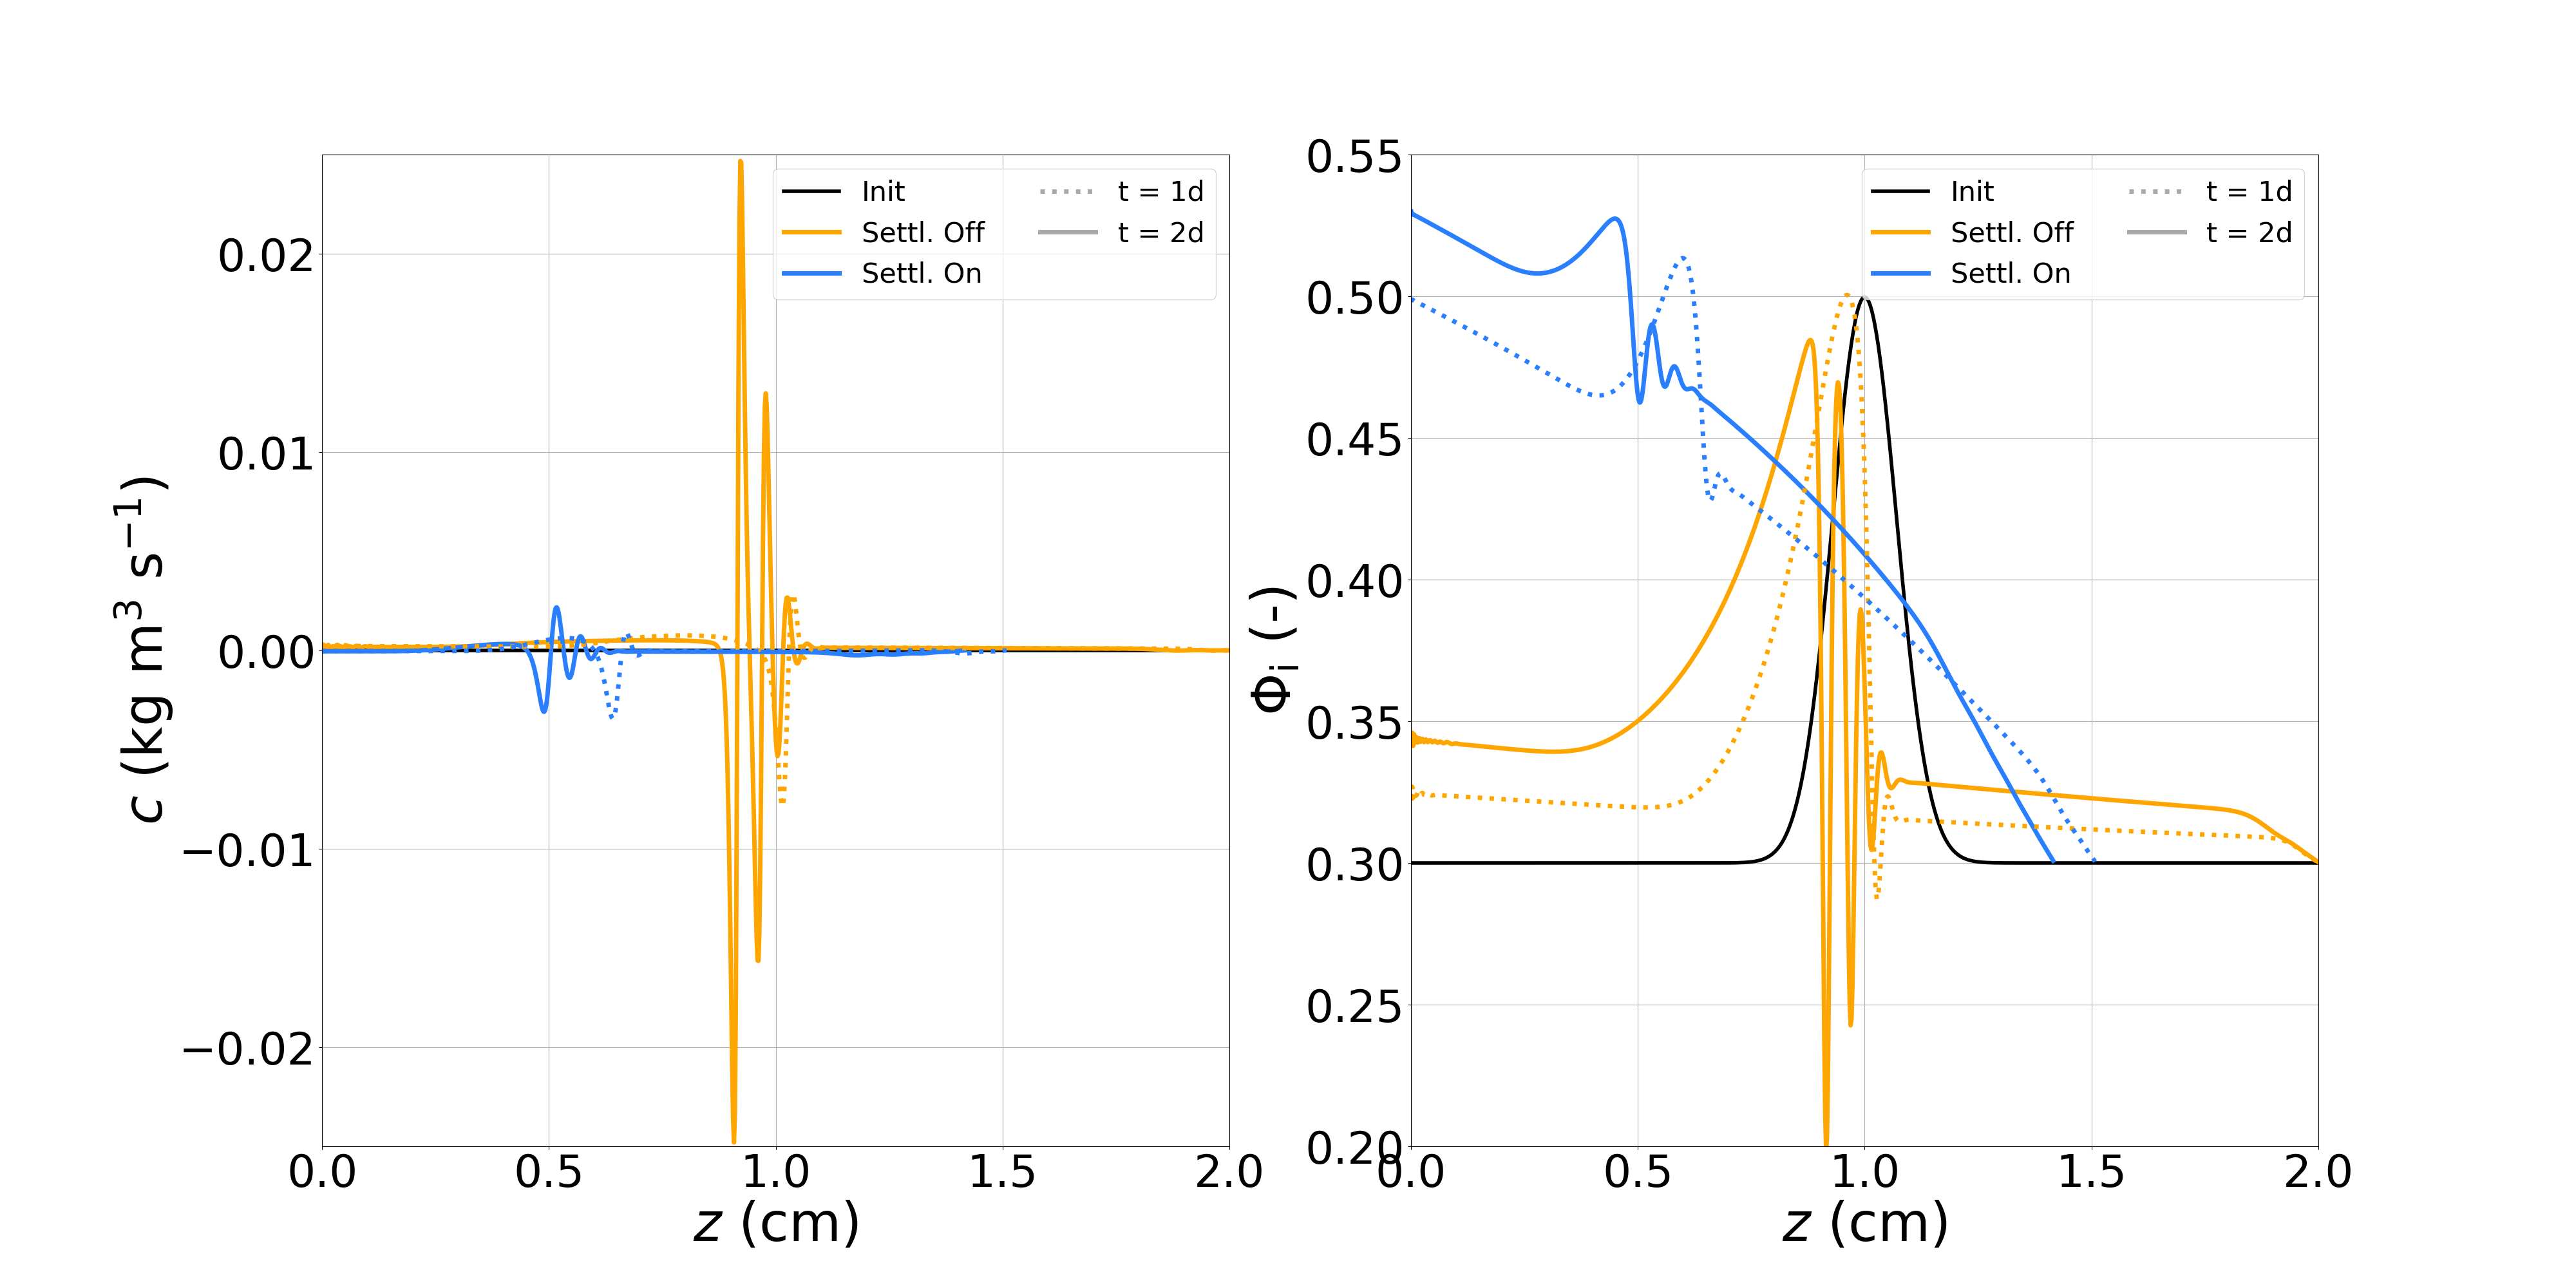 Init
Settl. Off
Settl. On
t = 1d
t = 2d
0.02
0.01
0.00
−0.01
−0.02
c (kg m³ s⁻¹)
0.0 0.5 1.0 1.5 2.0
z (cm)
Init
Settl. Off
Settl. On
t = 1d
t = 2d
0.55
0.50
0.45
0.40
0.35
0.30
0.25
0.20
Φᵢ (-)
0.0 0.5 1.0 1.5 2.0
z (cm)